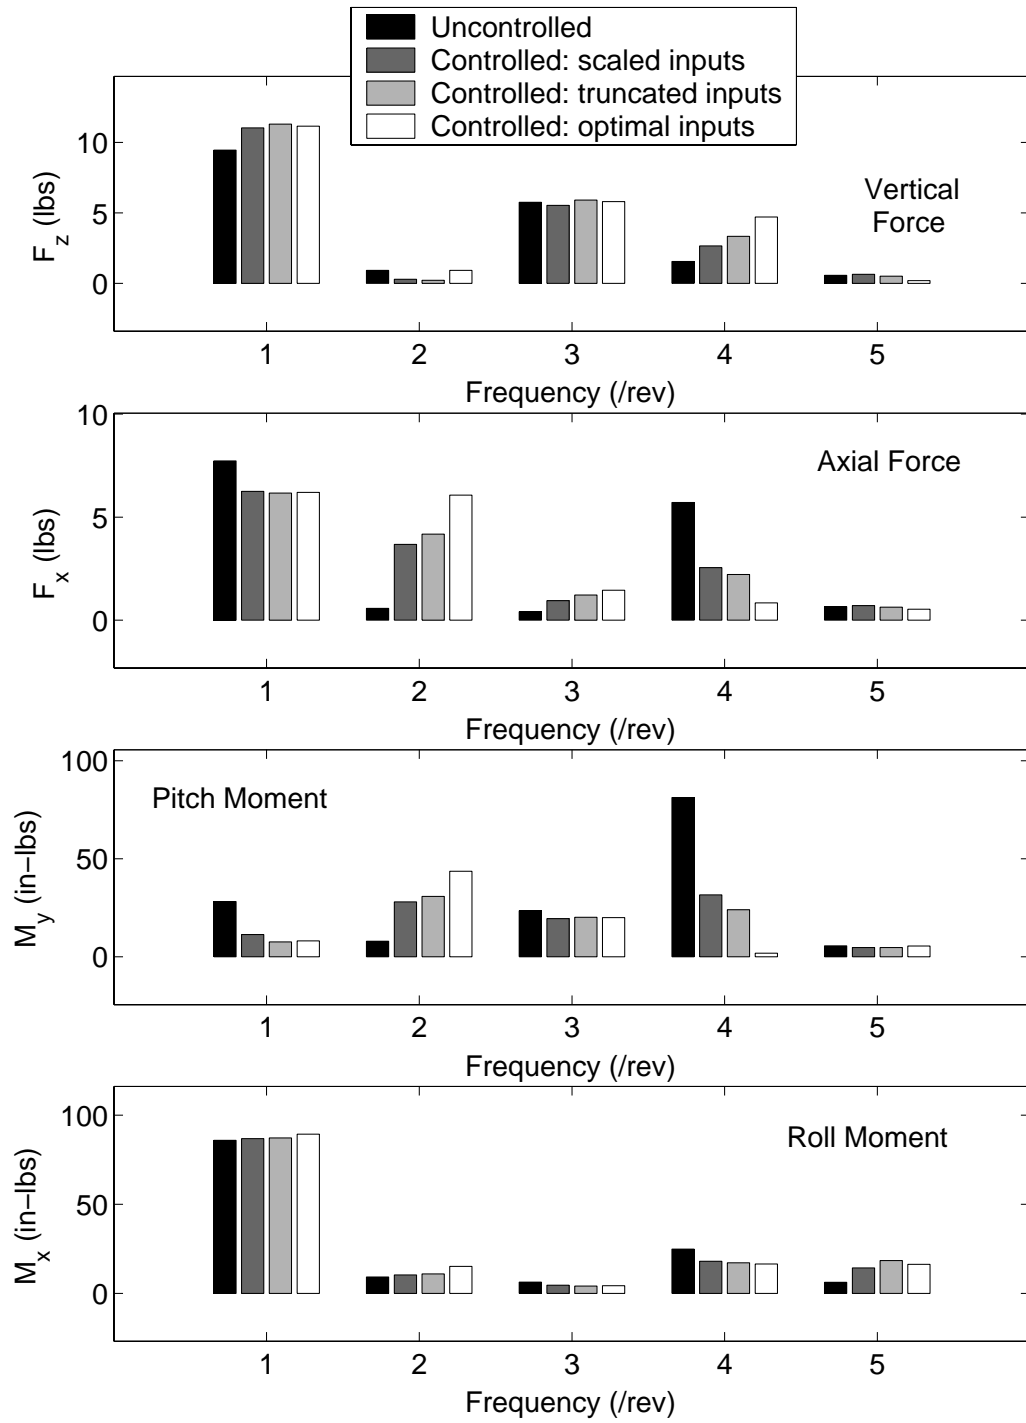 Uncontrolled
Controlled: scaled inputs
Controlled: truncated inputs
Controlled: optimal inputs
10
5
0
F_z (lbs)
Vertical
Force
1 2 3 4 5
Frequency (/rev)
10
5
0
F_x (lbs)
Axial Force
1 2 3 4 5
Frequency (/rev)
100
50
0
M_y (in−lbs)
Pitch Moment
1 2 3 4 5
Frequency (/rev)
100
50
0
M_x (in−lbs)
Roll Moment
1 2 3 4 5
Frequency (/rev)